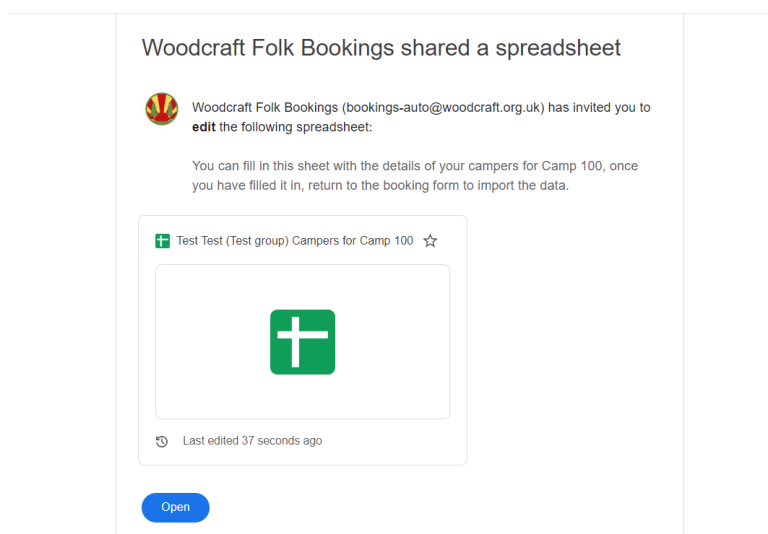 Woodcraft Folk Bookings shared a spreadsheet
Woodcraft Folk Bookings (bookings-auto@woodcraft.org.uk) has invited you to
edit the following spreadsheet:
You can fill in this sheet with the details of your campers for Camp 100, once
you have filled it in, return to the booking form to import the data.
Test Test (Test group) Campers for Camp 100
Last edited 37 seconds ago
Open